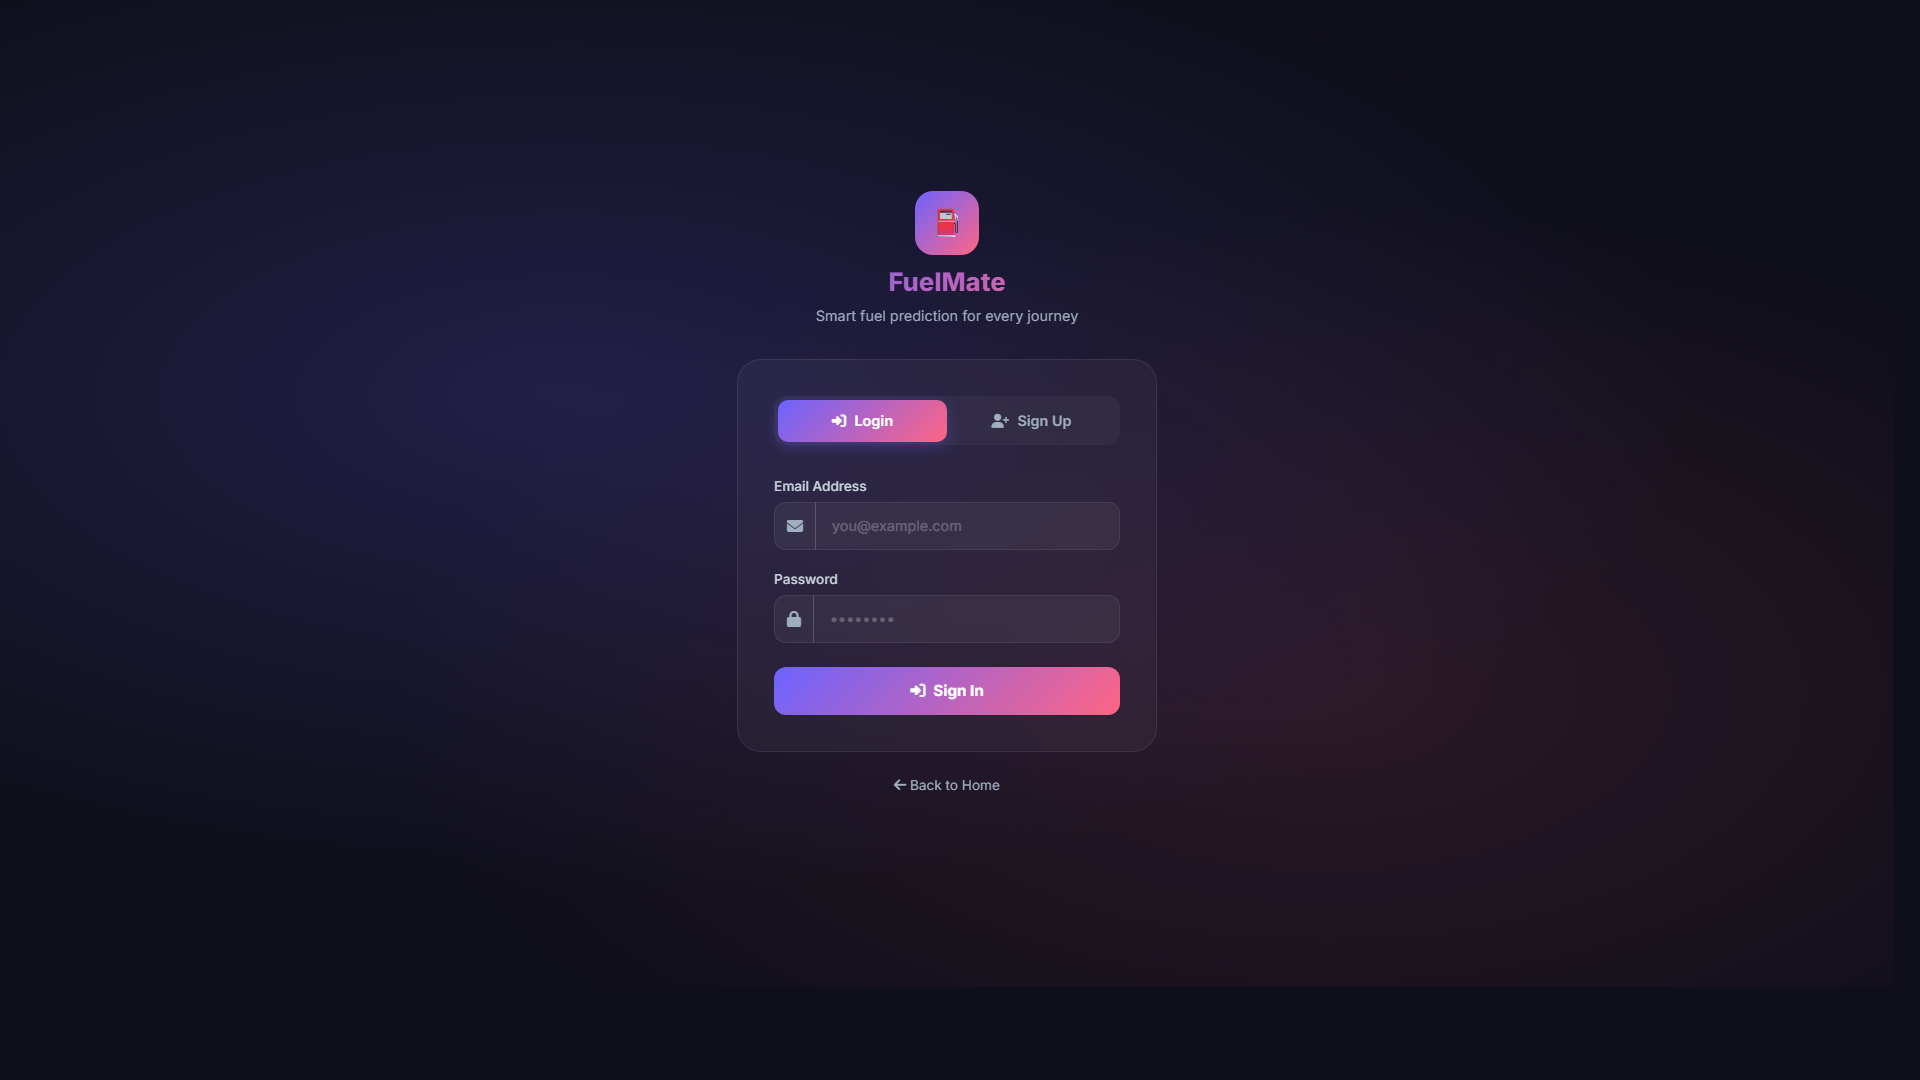 FuelMate
Smart fuel prediction for every journey
Login
Sign Up
Email Address
you@example.com
Password
••••••••
Sign In
Back to Home